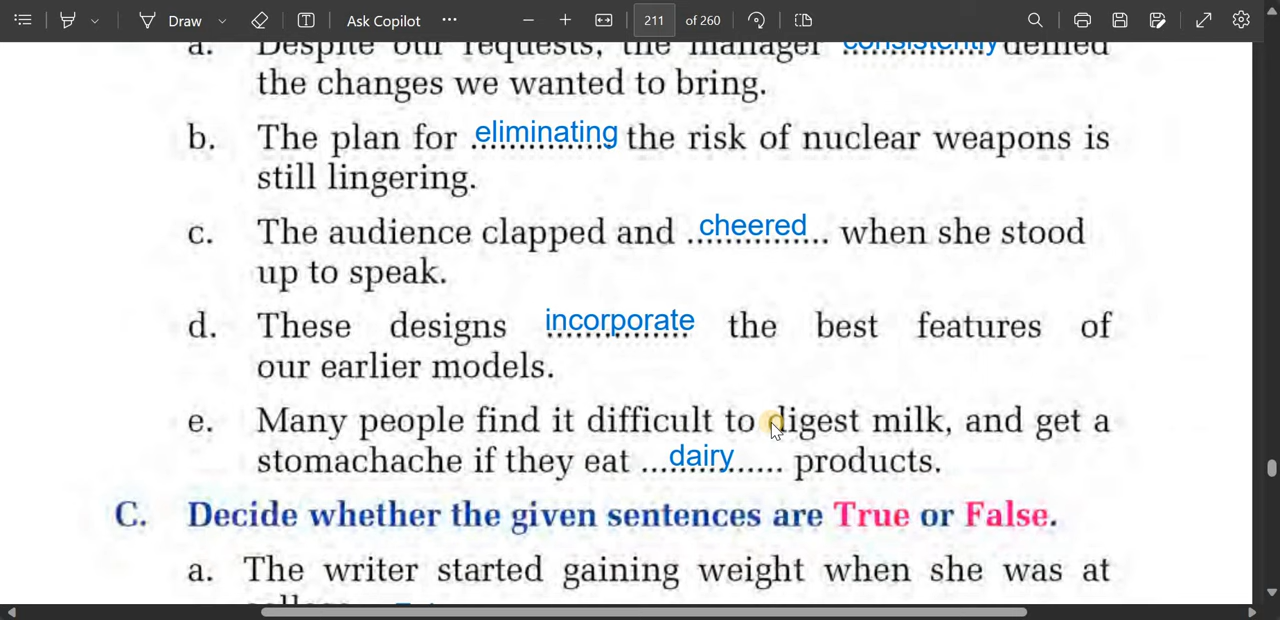 Draw
Ask Copilot
211 of 260
a. Despite our requests, the manager consistently denied
the changes we wanted to bring.
b. The plan for eliminating the risk of nuclear weapons is
still lingering.
c. The audience clapped and cheered when she stood
up to speak.
d. These designs incorporate the best features of
our earlier models.
e. Many people find it difficult to digest milk, and get a
stomachache if they eat dairy products.
C. Decide whether the given sentences are True or False.
a. The writer started gaining weight when she was at